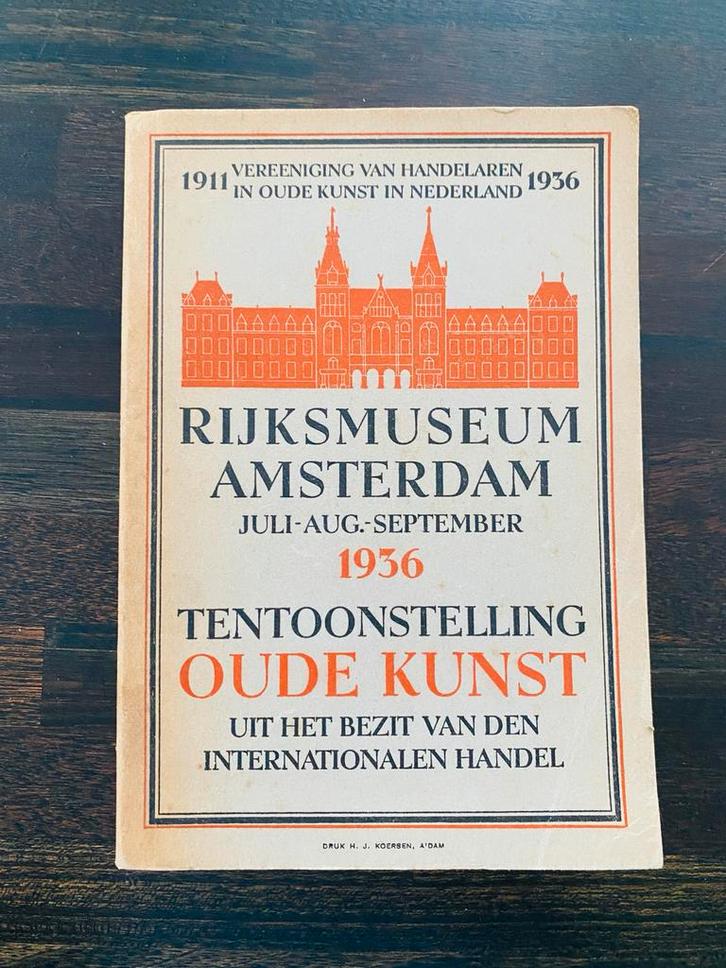 1911 VEREENIGING VAN HANDELAREN 1936
IN OUDE KUNST IN NEDERLAND
RIJKSMUSEUM
AMSTERDAM
JULI-AUG.-SEPTEMBER
1936
TENTOONSTELLING
OUDE KUNST
UIT HET BEZIT VAN DEN
INTERNATIONALEN HANDEL
DRUK H. J. KOERSEN, A'DAM